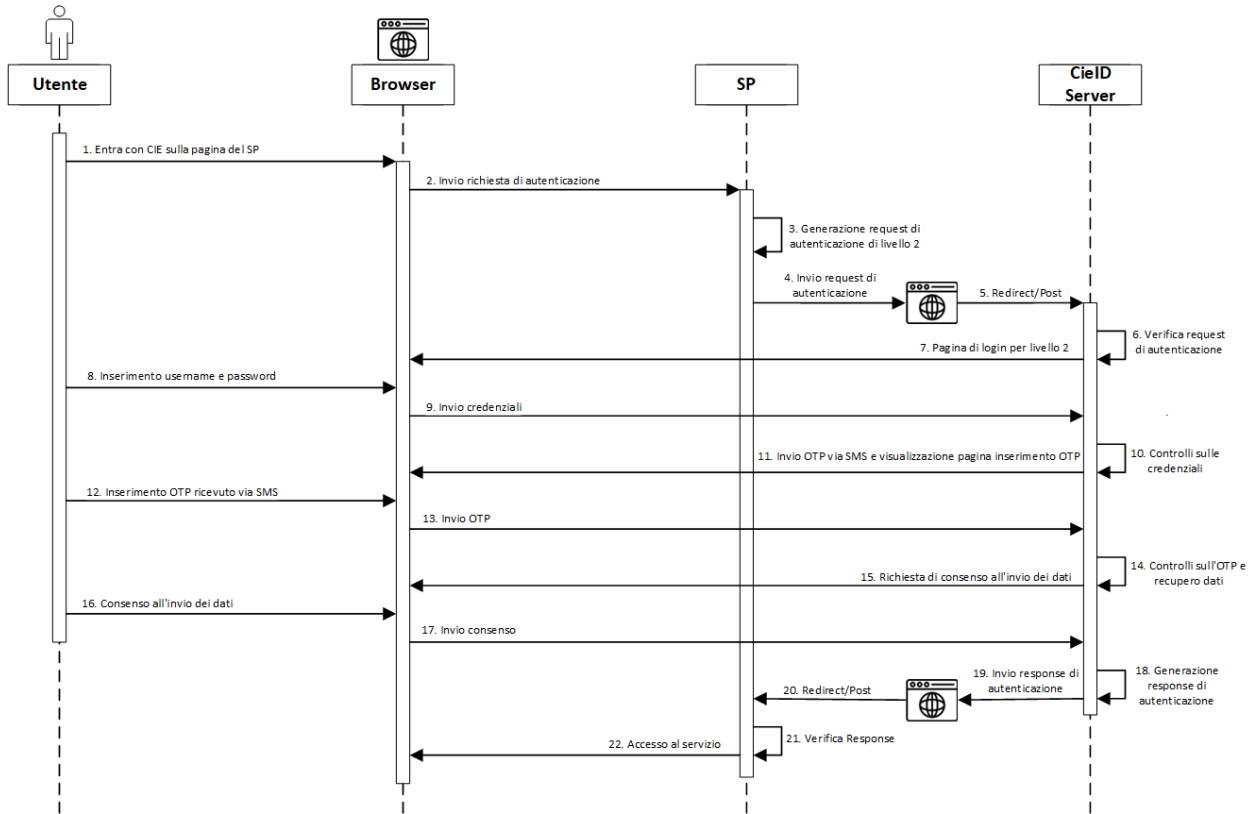 Utente
Browser
SP
CieID
Server
1. Entra con CIE sulla pagina del SP
2. Invio richiesta di autenticazione
3. Generazione request di
autenticazione di livello 2
4. Invio request di
autenticazione
5. Redirect/Post
6. Verifica request
di autenticazione
7. Pagina di login per livello 2
8. Inserimento username e password
9. Invio credenziali
10. Controlli sulle
credenziali
11. Invio OTP via SMS e visualizzazione pagina inserimento OTP
12. Inserimento OTP ricevuto via SMS
13. Invio OTP
14. Controlli sull'OTP e
recupero dati
15. Richiesta di consenso all'invio dei dati
16. Consenso all'invio dei dati
17. Invio consenso
18. Generazione
response di
autenticazione
19. Invio response di
autenticazione
20. Redirect/Post
21. Verifica Response
22. Accesso al servizio